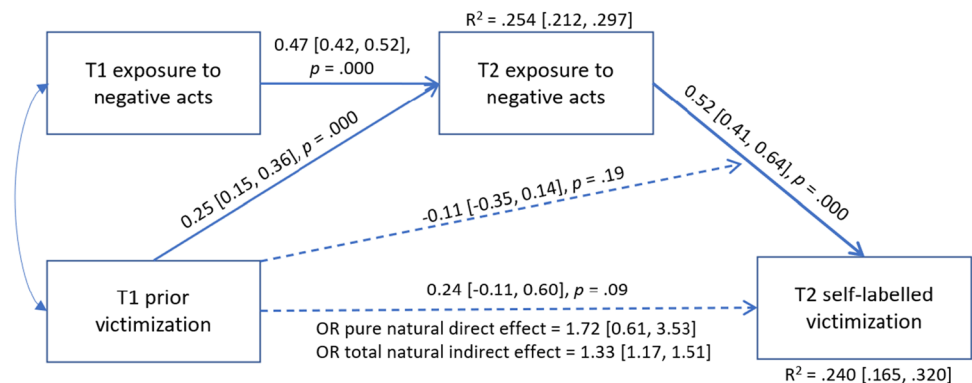 R² = .254 [.212, .297]
0.47 [0.42, 0.52],
p = .000
T1 exposure to
negative acts
T2 exposure to
negative acts
0.52 [0.41, 0.64], p = .000
0.25 [0.15, 0.36], p = .000
-0.11 [-0.35, 0.14], p = .19
T1 prior
victimization
0.24 [-0.11, 0.60], p = .09
OR pure natural direct effect = 1.72 [0.61, 3.53]
OR total natural indirect effect = 1.33 [1.17, 1.51]
T2 self-labelled
victimization
R² = .240 [.165, .320]